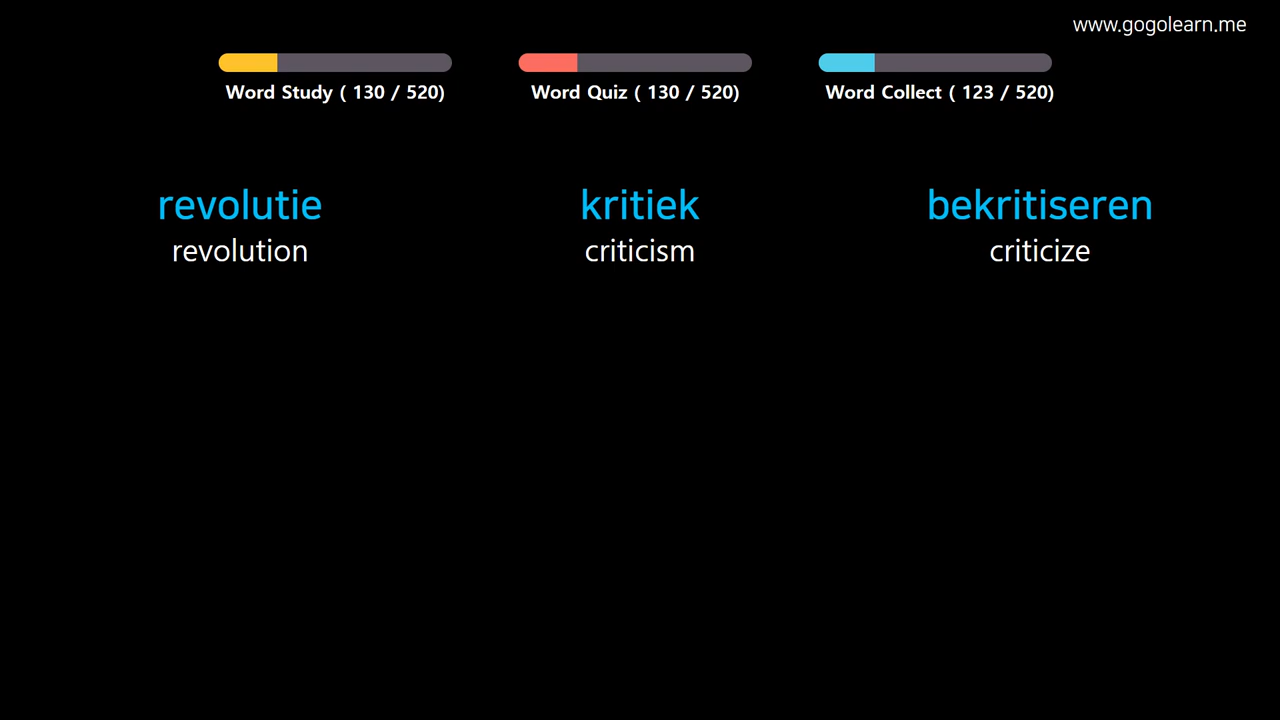 www.gogolearn.me
Word Study ( 130 / 520)
Word Quiz ( 130 / 520)
Word Collect ( 123 / 520)
revolutie
revolution
kritiek
criticism
bekritiseren
criticize